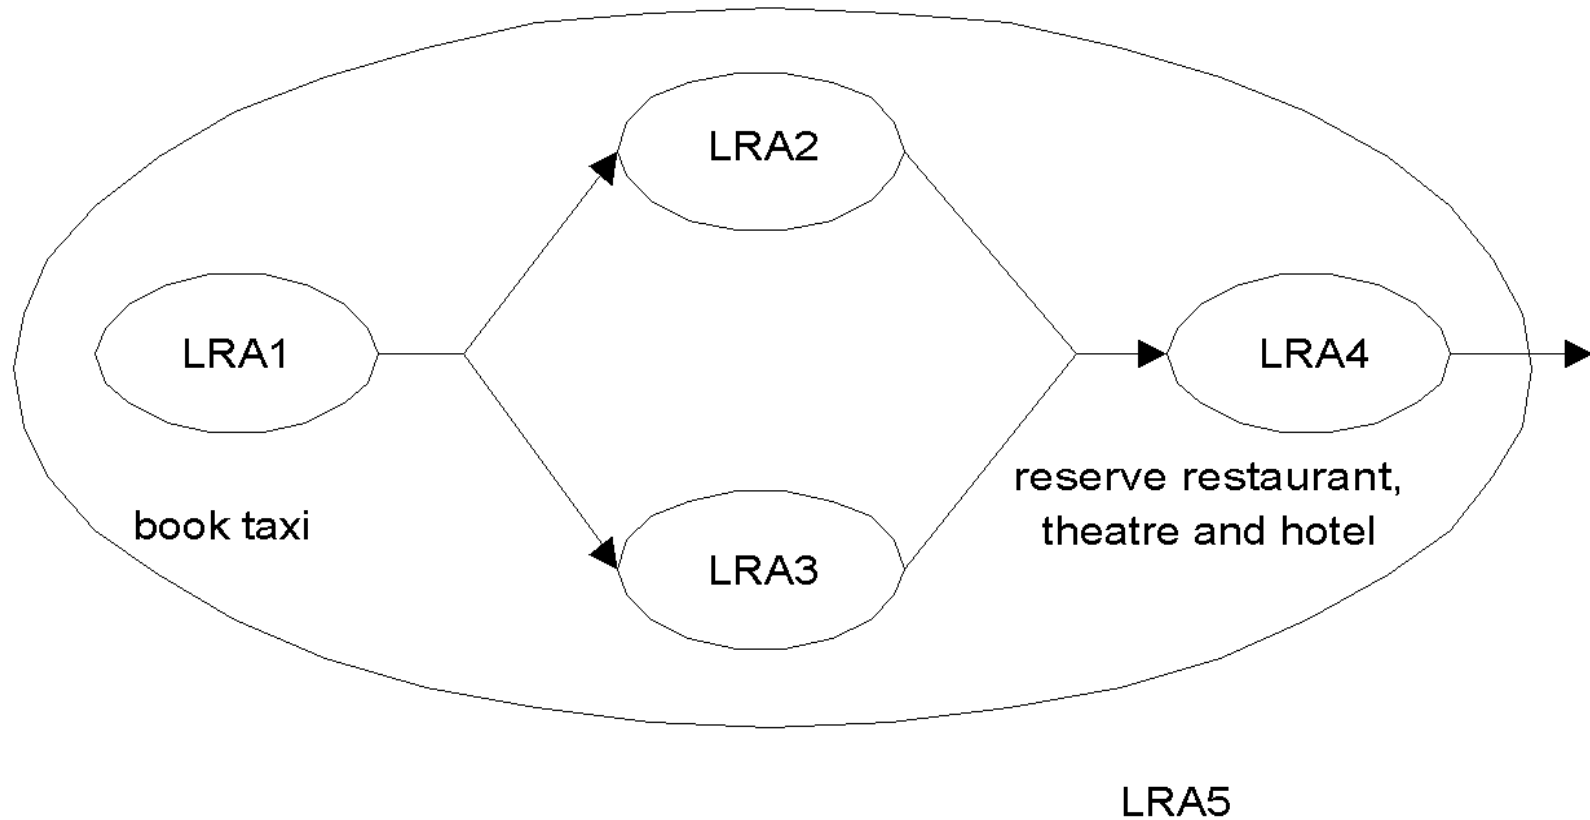 LRA2
LRA1
LRA4
reserve restaurant,
theatre and hotel
book taxi
LRA3
LRA5